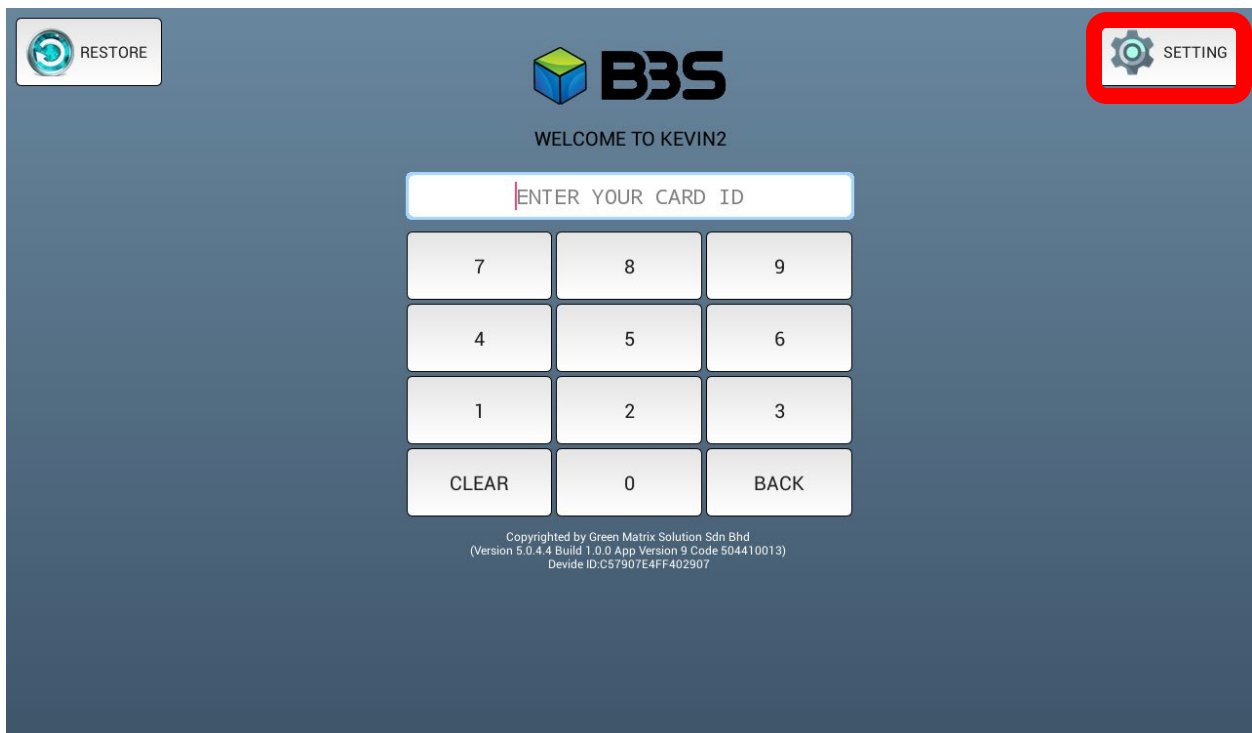 RESTORE
SETTING
B3S
WELCOME TO KEVIN2
ENTER YOUR CARD ID
7 8 9
4 5 6
1 2 3
CLEAR 0 BACK
Copyrighted by Green Matrix Solution Sdn Bhd
(Version 5.0.4.4 Build 1.0.0 App Version 9 Code 504410013)
Devide ID:C57907E4FF402907